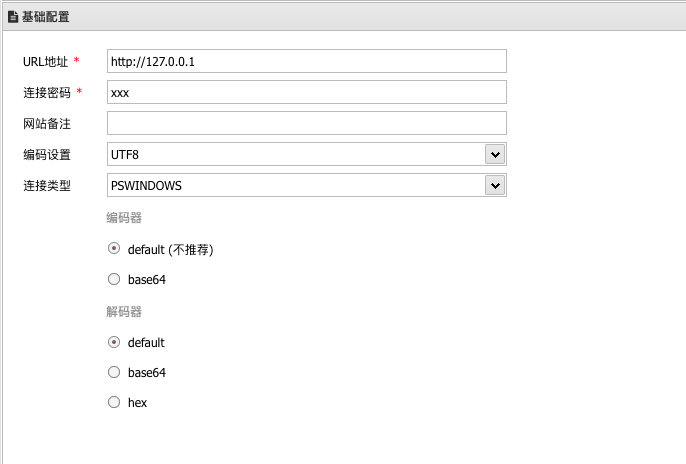 基础配置
URL地址 *
http://127.0.0.1
连接密码 *
xxx
网站备注
编码设置
UTF8
连接类型
PSWINDOWS
编码器
default (不推荐)
base64
解码器
default
base64
hex